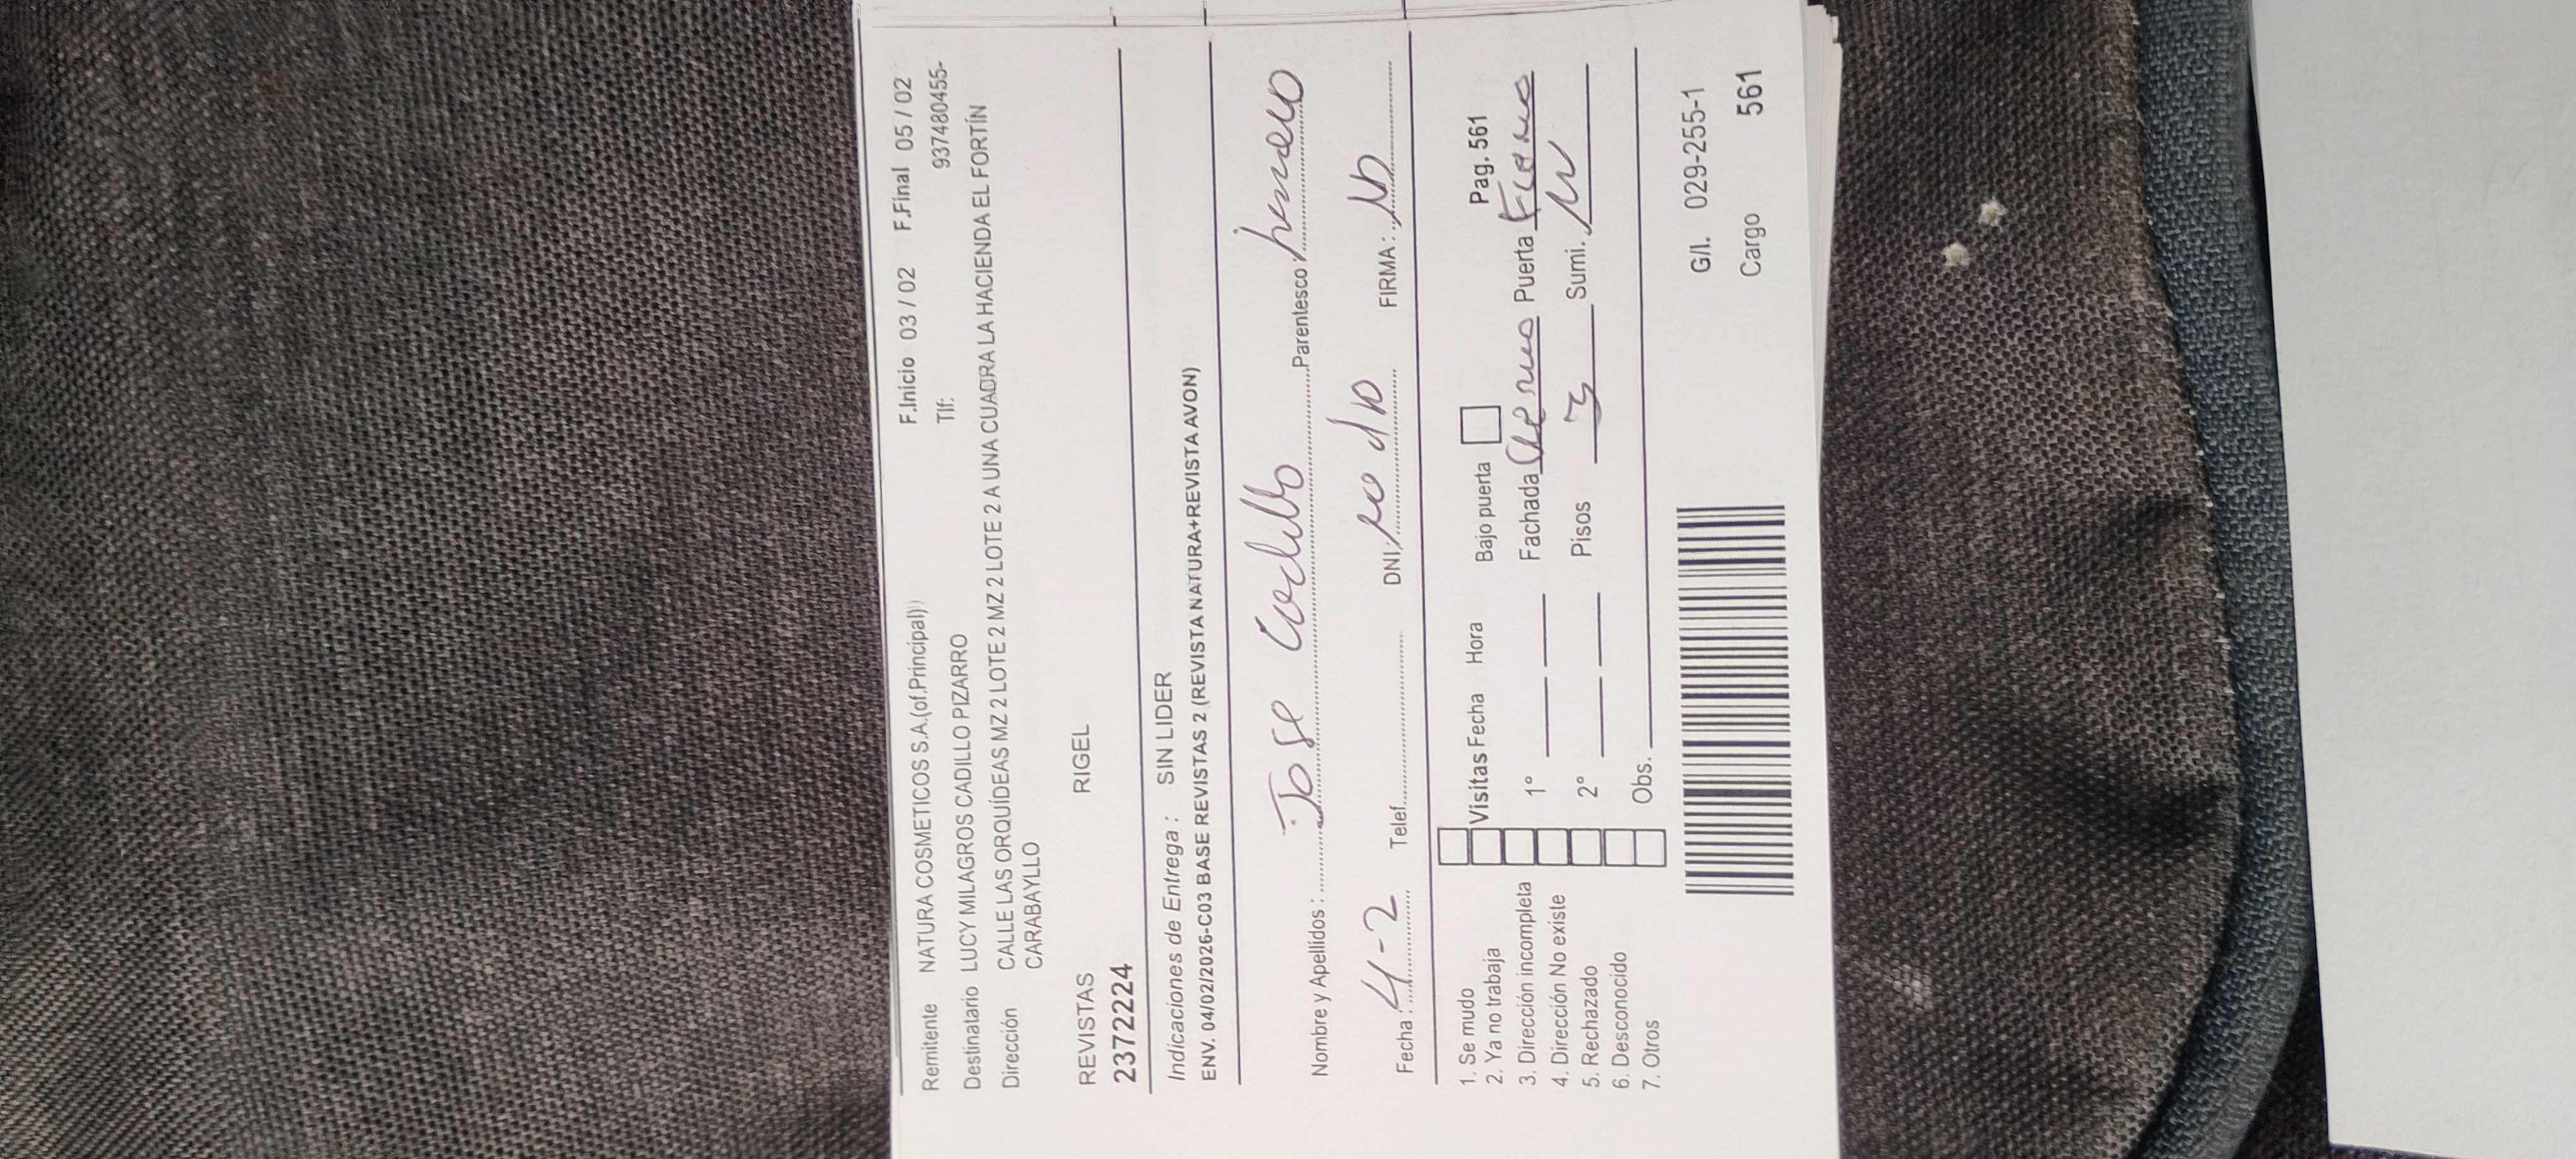 F.Inicio 03 / 02 F.Final 05 / 02
Remitente NATURA COSMETICOS S.A.(of.Principal)) Tlf: 937480455-
Destinatario LUCY MILAGROS CADILLO PIZARRO
Dirección CALLE LAS ORQUÍDEAS MZ 2 LOTE 2 MZ 2 LOTE 2 A UNA CUADRA LA HACIENDA EL FORTÍN
CARABAYLLO
REVISTAS RIGEL
2372224
Indicaciones de Entrega : SIN LIDER
ENV. 04/02/2026-C03 BASE REVISTAS 2 (REVISTA NATURA+REVISTA AVON)
Nombre y Apellidos : Jose Parentesco :
Fecha : 4-2 Telef. DNI: no dio FIRMA :
1. Se mudo
2. Ya no trabaja
3. Dirección incompleta
4. Dirección No existe
5. Rechazado
6. Desconocido
7. Otros
Visitas Fecha Hora Bajo puerta Pag. 561
1° Fachada Puerta Fierro
2° Pisos 3 Sumi.
Obs.
G/I. 029-255-1
Cargo 561